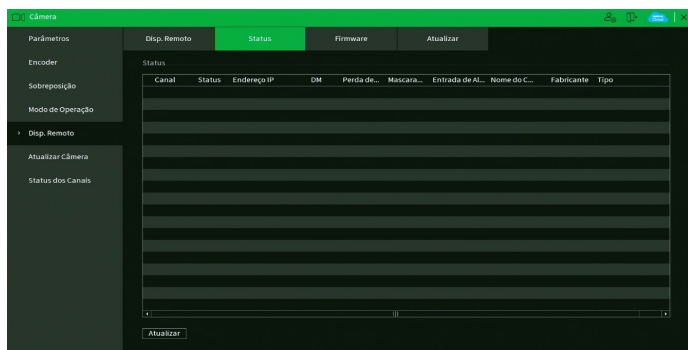 Câmera
Parâmetros
Disp. Remoto Status Firmware Atualizar
Encoder
Status
Canal Status Endereço IP DM Perda de... Mascara... Entrada de Al... Nome do C... Fabricante Tipo
Sobreposição
Modo de Operação
Disp. Remoto
Atualizar Câmera
Status dos Canais
Atualizar